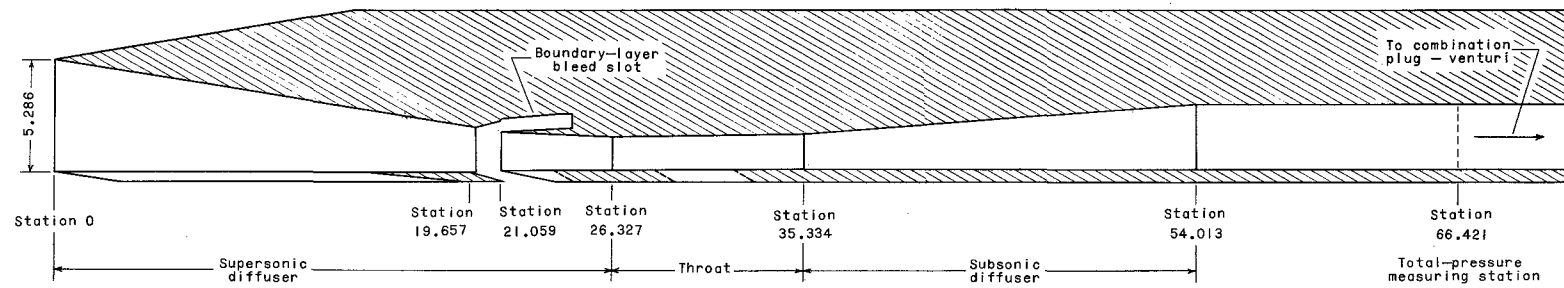 Boundary—layer
bleed slot
To combination
plug — venturi
5.286
Station 0
Station
19.657
Station
21.059
Station
26.327
Station
35.334
Station
54.013
Station
66.421
Supersonic
diffuser
Throat
Subsonic
diffuser
Total—pressure
measuring station